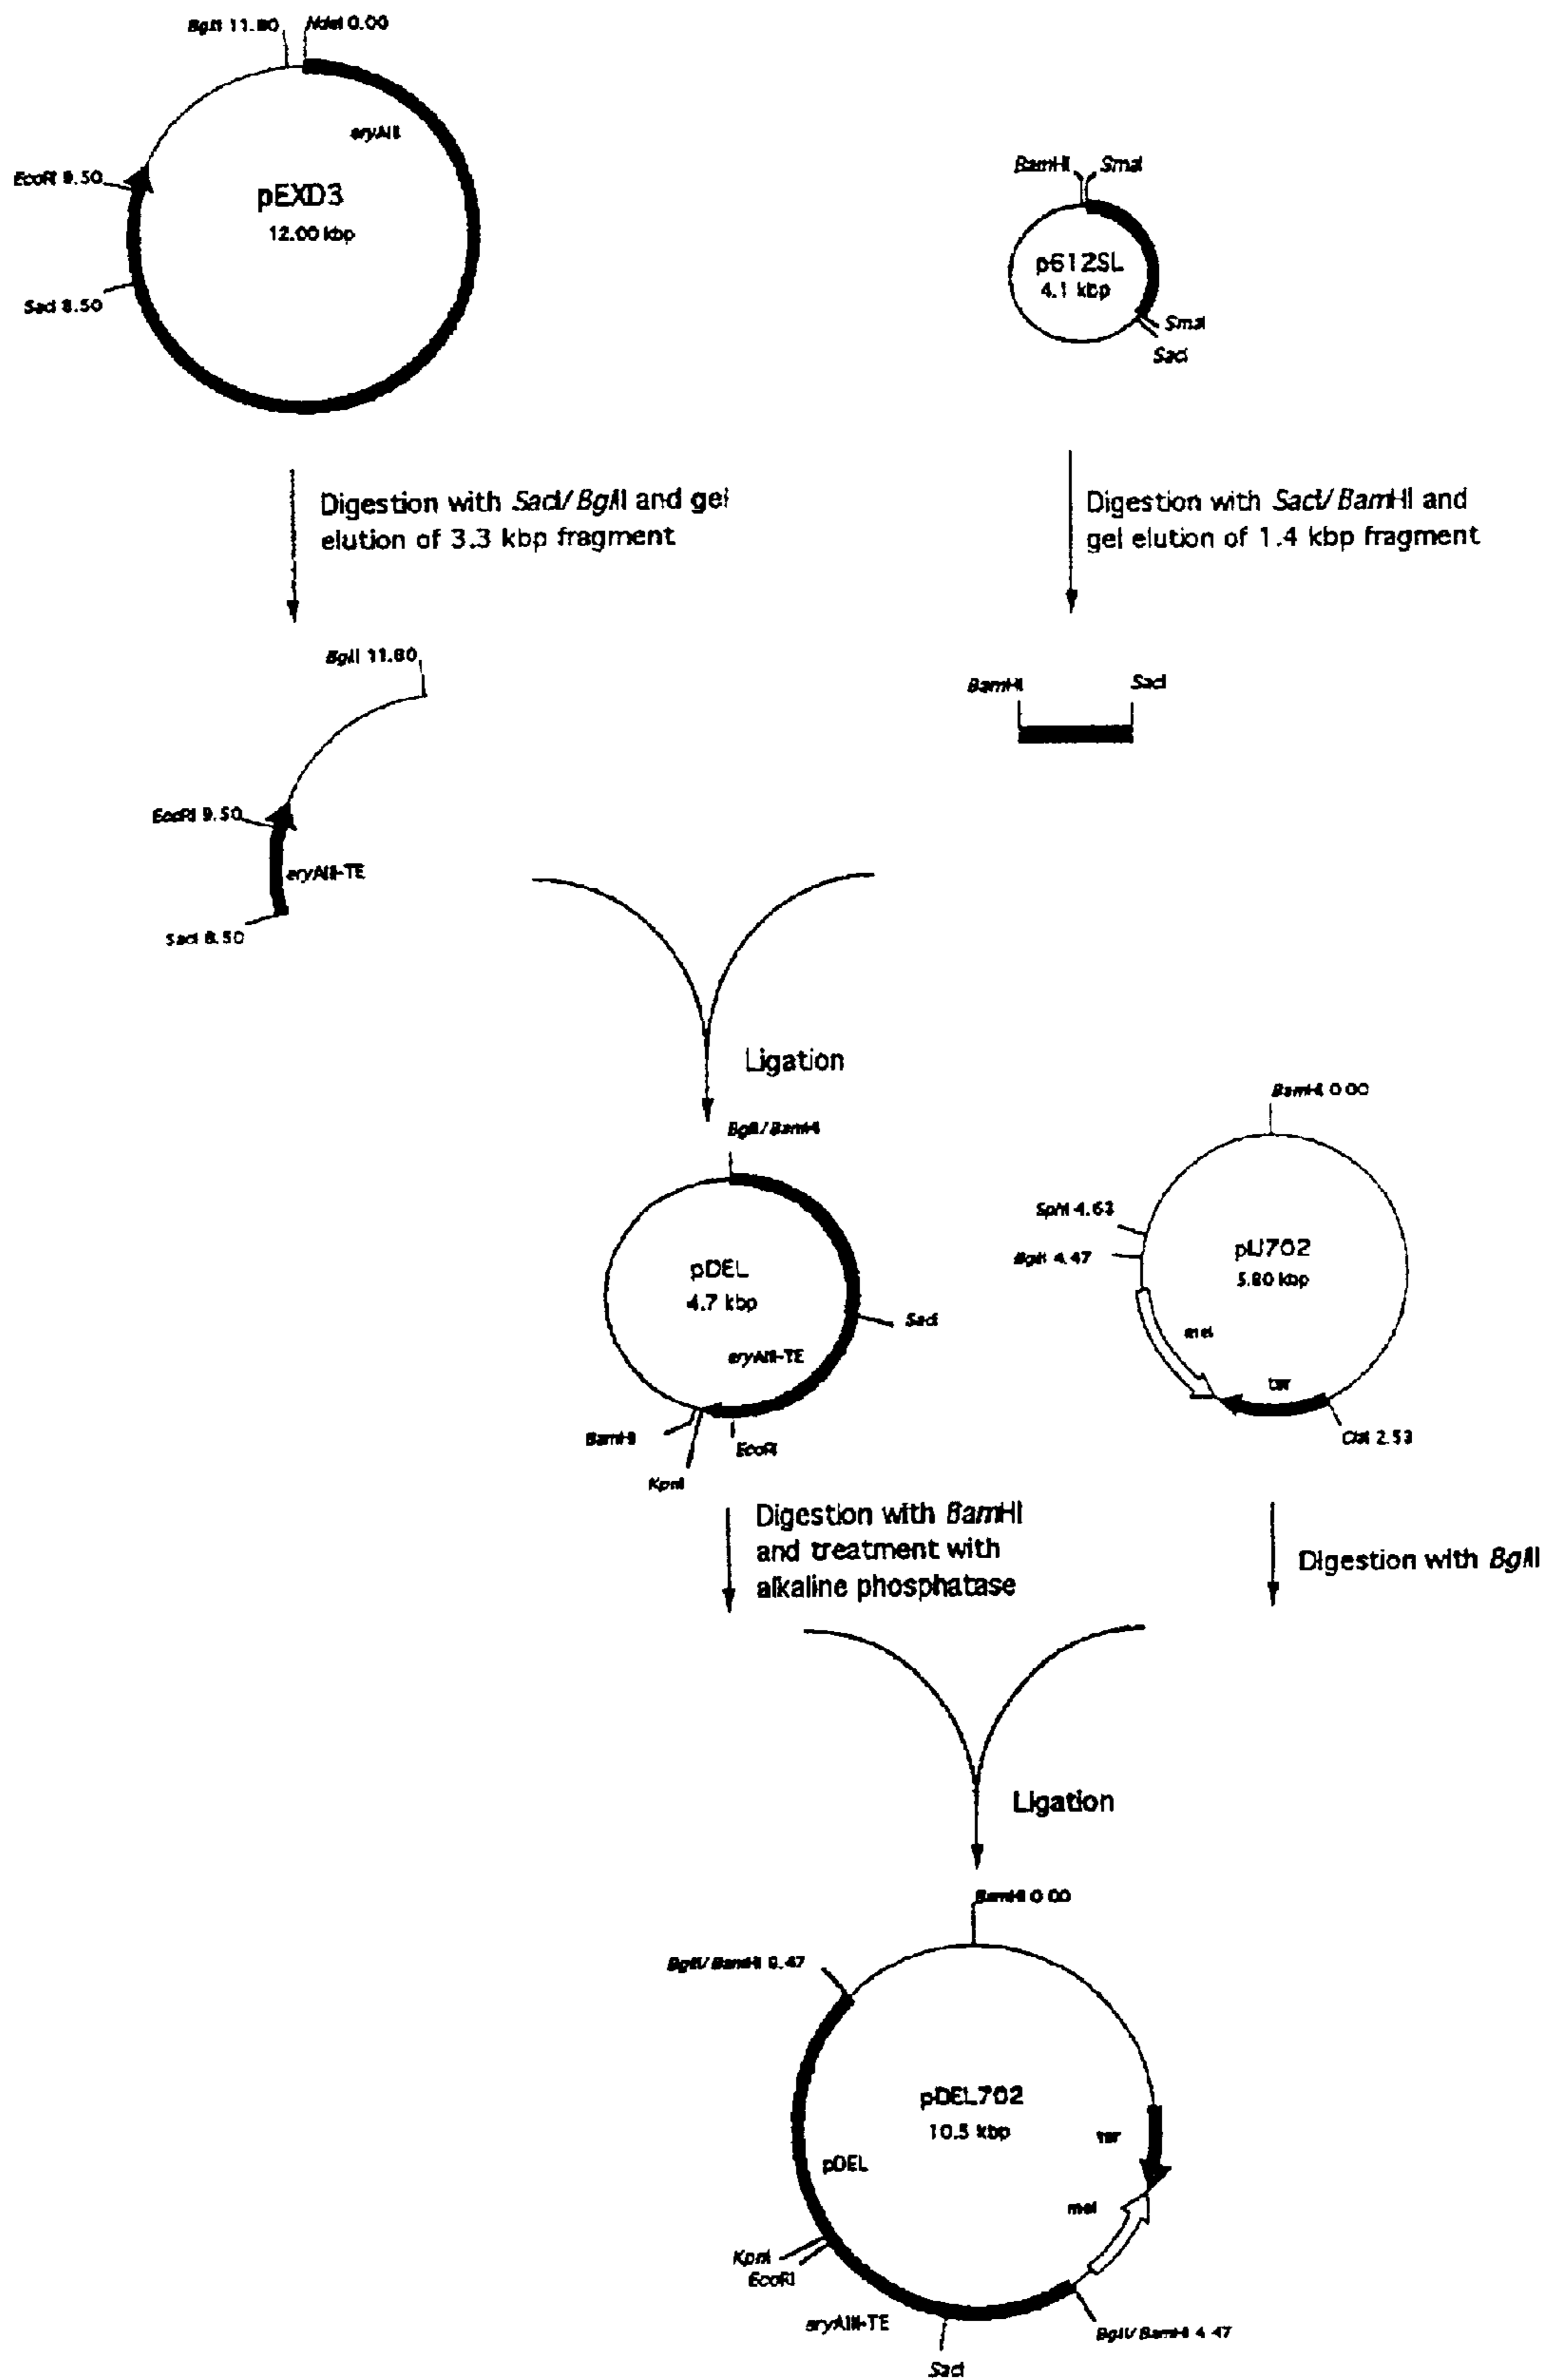 BglII 11.80
NdeI 0.00
eryAIII
EcoRI 9.50
pEXD3
12.00 kbp
SacI 8.50
BamHI
SmaI
p612SL
4.1 kbp
SmaI
SacI
Digestion with SacI/BglII and gel
elution of 3.3 kbp fragment
Digestion with SacI/BamHI and
gel elution of 1.4 kbp fragment
BglII 11.80
BamHI
SacI
EcoRI 9.50
eryAIII-TE
SacI 8.50
Ligation
BglII/BamHI
BamHI 0.00
SphI 4.63
BglII 4.47
pIJ702
5.80 kbp
pDEL
4.7 kbp
SacI
mel
eryAIII-TE
tsr
BamHI
EcoRI
ClaI 2.53
KpnI
Digestion with BamHI
and treatment with
alkaline phosphatase
Digestion with BglII
Ligation
BamHI 0.00
BglII/BamHI 9.47
pDEL702
10.5 kbp
tsr
pDEL
mel
KpnI
EcoRI
eryAIII-TE
BglII/BamHI 4.47
SacI